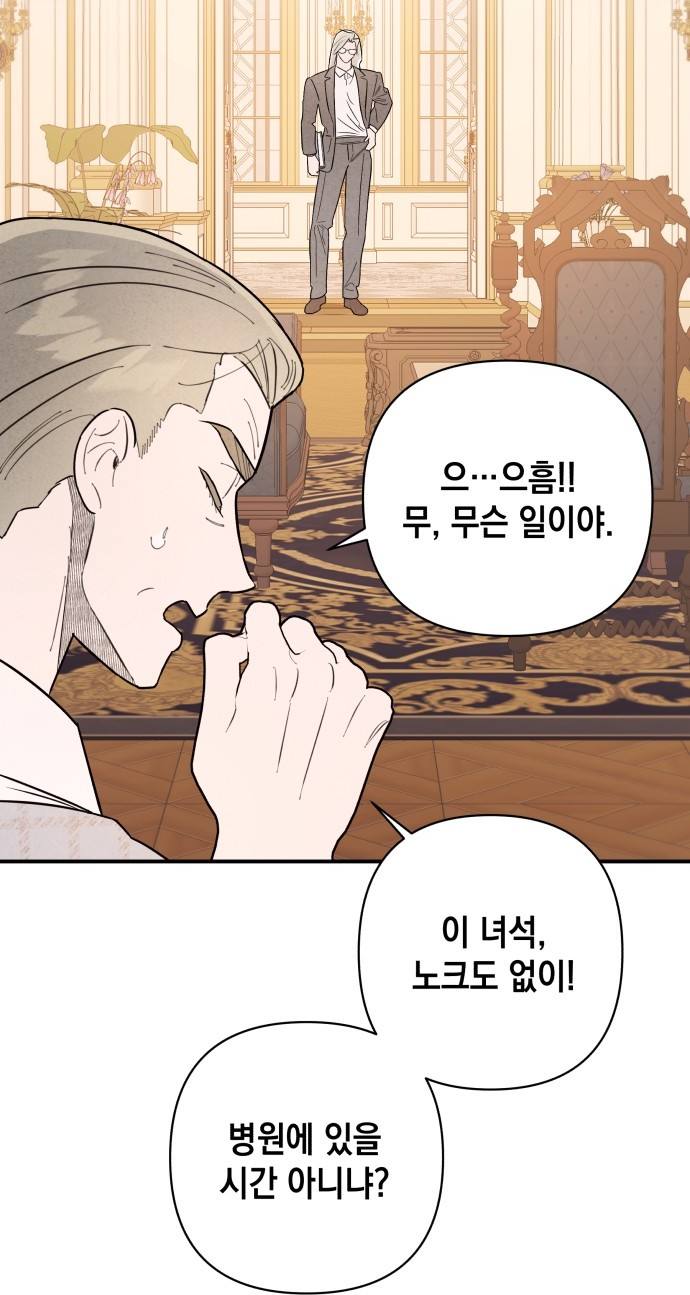 으…으흠!!
무, 무슨 일이야.
이 녀석,
노크도 없이!
병원에 있을
시간 아니냐?